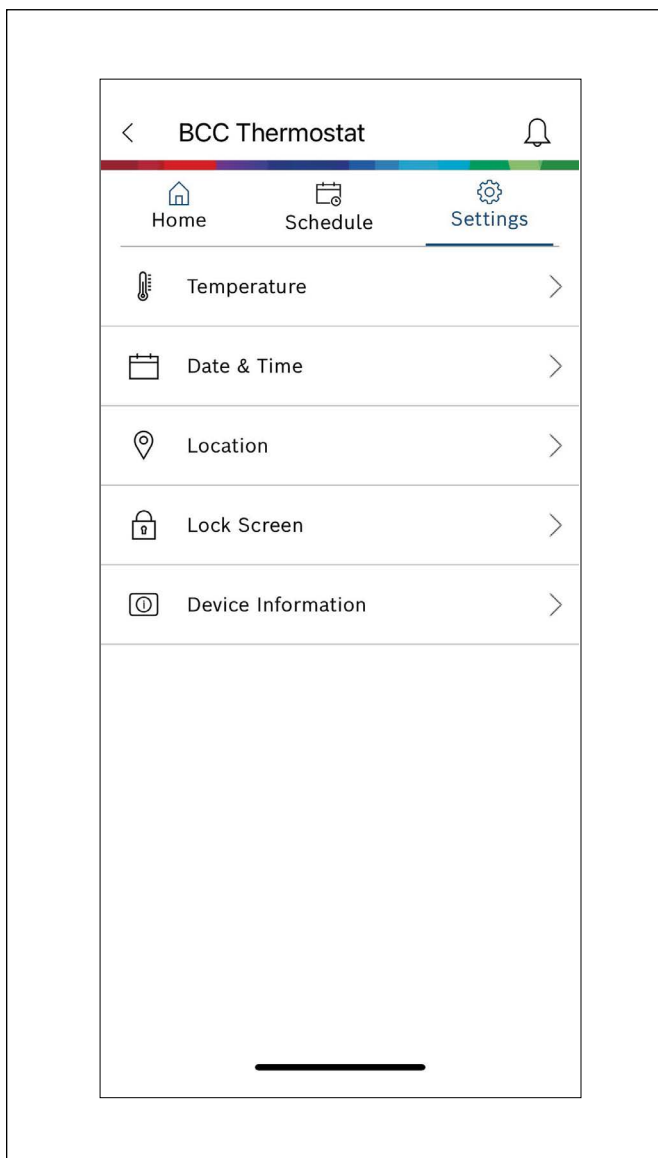 BCC Thermostat
Home Schedule Settings
Temperature
Date & Time
Location
Lock Screen
Device Information